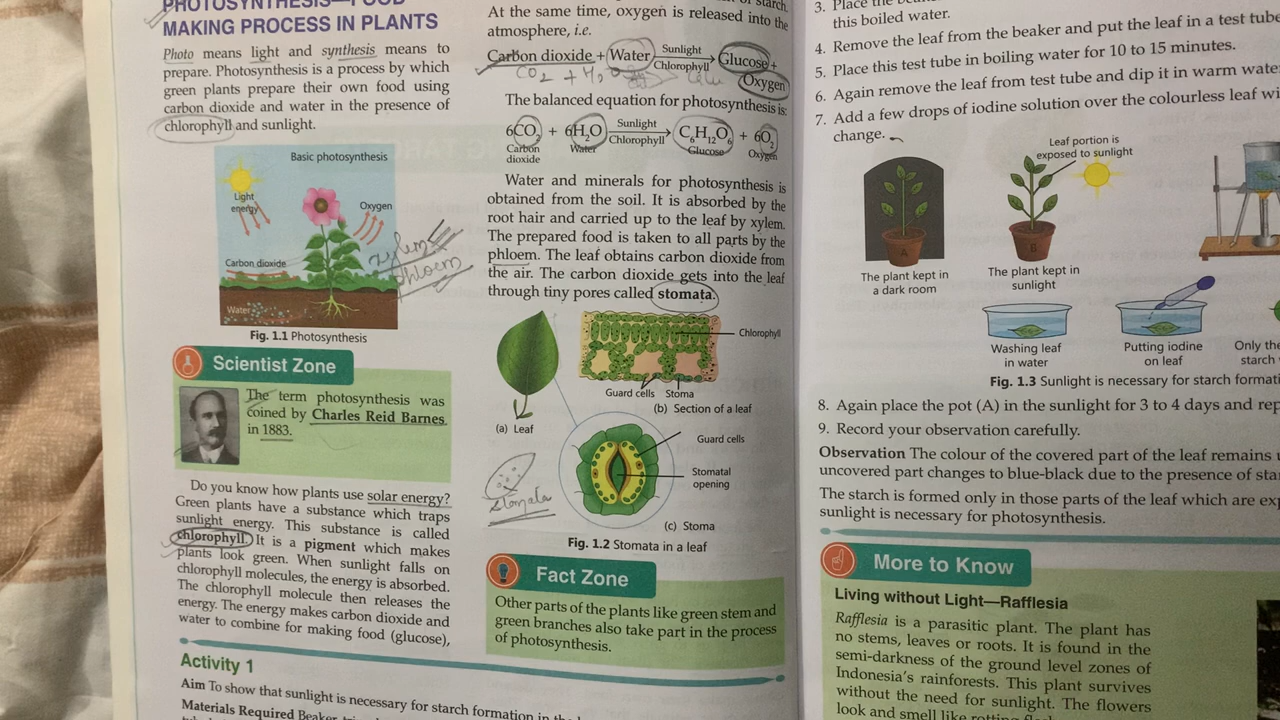 PHOTOSYNTHESIS—FOOD
MAKING PROCESS IN PLANTS
Photo means light and synthesis means to
prepare. Photosynthesis is a process by which
green plants prepare their own food using
carbon dioxide and water in the presence of
chlorophyll and sunlight.
Basic photosynthesis
Light
energy
Oxygen
Carbon dioxide
Water
xylem
phloem
Fig. 1.1 Photosynthesis
Scientist Zone
The term photosynthesis was
coined by Charles Reid Barnes
in 1883.
Do you know how plants use solar energy?
Green plants have a substance which traps
sunlight energy. This substance is called
chlorophyll. It is a pigment which makes
plants look green. When sunlight falls on
chlorophyll molecules, the energy is absorbed.
The chlorophyll molecule then releases the
energy. The energy makes carbon dioxide and
water to combine for making food (glucose),
starch.
At the same time, oxygen is released into the
atmosphere, i.e.
Carbon dioxide + Water Sunlight Chlorophyll → Glucose +
Oxygen
CO2 + H2O
The balanced equation for photosynthesis is:
6CO₂ + 6H₂O Sunlight Chlorophyll → C₆H₁₂O₆ + 6O₂
Carbon dioxide Water Glucose Oxygen
Water and minerals for photosynthesis is
obtained from the soil. It is absorbed by the
root hair and carried up to the leaf by xylem.
The prepared food is taken to all parts by the
phloem. The leaf obtains carbon dioxide from
the air. The carbon dioxide gets into the leaf
through tiny pores called stomata.
Chlorophyll
Guard cells Stoma
(b) Section of a leaf
(a) Leaf
Guard cells
Stomatal
opening
stomata
(c) Stoma
Fig. 1.2 Stomata in a leaf
Fact Zone
Other parts of the plants like green stem and
green branches also take part in the process
of photosynthesis.
Activity 1
Aim To show that sunlight is necessary for starch formation in the
Materials Required Beaker
3. Place the
this boiled water.
4. Remove the leaf from the beaker and put the leaf in a test tube
5. Place this test tube in boiling water for 10 to 15 minutes.
6. Again remove the leaf from test tube and dip it in warm wate
7. Add a few drops of iodine solution over the colourless leaf wi
change.
Leaf portion is
exposed to sunlight
A
B
The plant kept in
a dark room
The plant kept in
sunlight
Washing leaf
in water
Putting iodine
on leaf
Only the
starch
Fig. 1.3 Sunlight is necessary for starch formati
8. Again place the pot (A) in the sunlight for 3 to 4 days and rep
9. Record your observation carefully.
Observation The colour of the covered part of the leaf remains
uncovered part changes to blue-black due to the presence of sta
The starch is formed only in those parts of the leaf which are exp
sunlight is necessary for photosynthesis.
More to Know
Living without Light—Rafflesia
Rafflesia is a parasitic plant. The plant has
no stems, leaves or roots. It is found in the
semi-darkness of the ground level zones of
Indonesia's rainforests. This plant survives
without the need for sunlight. The flowers
look and smell like rotting